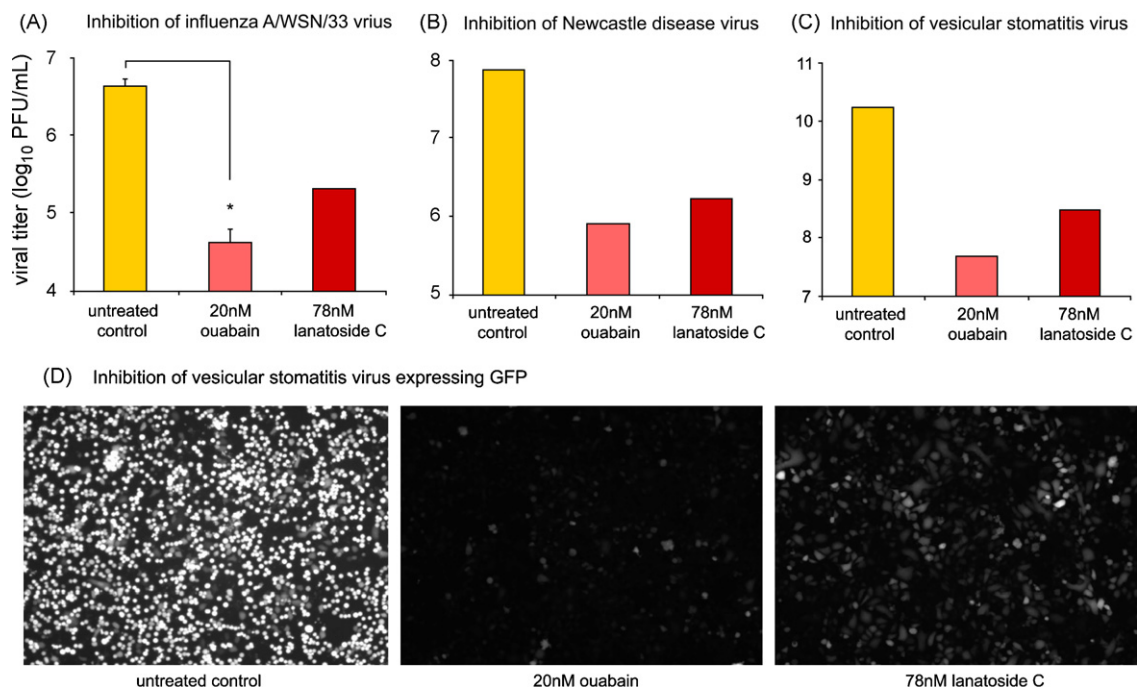 (A) Inhibition of influenza A/WSN/33 vrius
viral titer (log10 PFU/mL)
7
6
5
4
*
untreated control
20nM ouabain
78nM lanatoside C
(B) Inhibition of Newcastle disease virus
8
7
6
5
untreated control
20nM ouabain
78nM lanatoside C
(C) Inhibition of vesicular stomatitis virus
11
10
9
8
7
untreated control
20nM ouabain
78nM lanatoside C
(D) Inhibition of vesicular stomatitis virus expressing GFP
untreated control
20nM ouabain
78nM lanatoside C